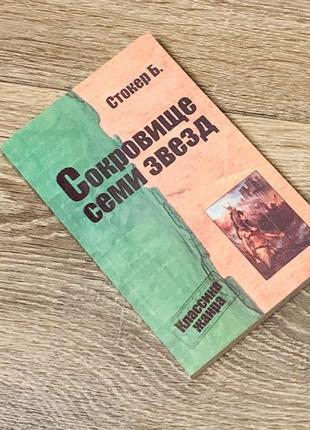 Стокер Б.
Сокровище
семи звезд
Классика
жанра